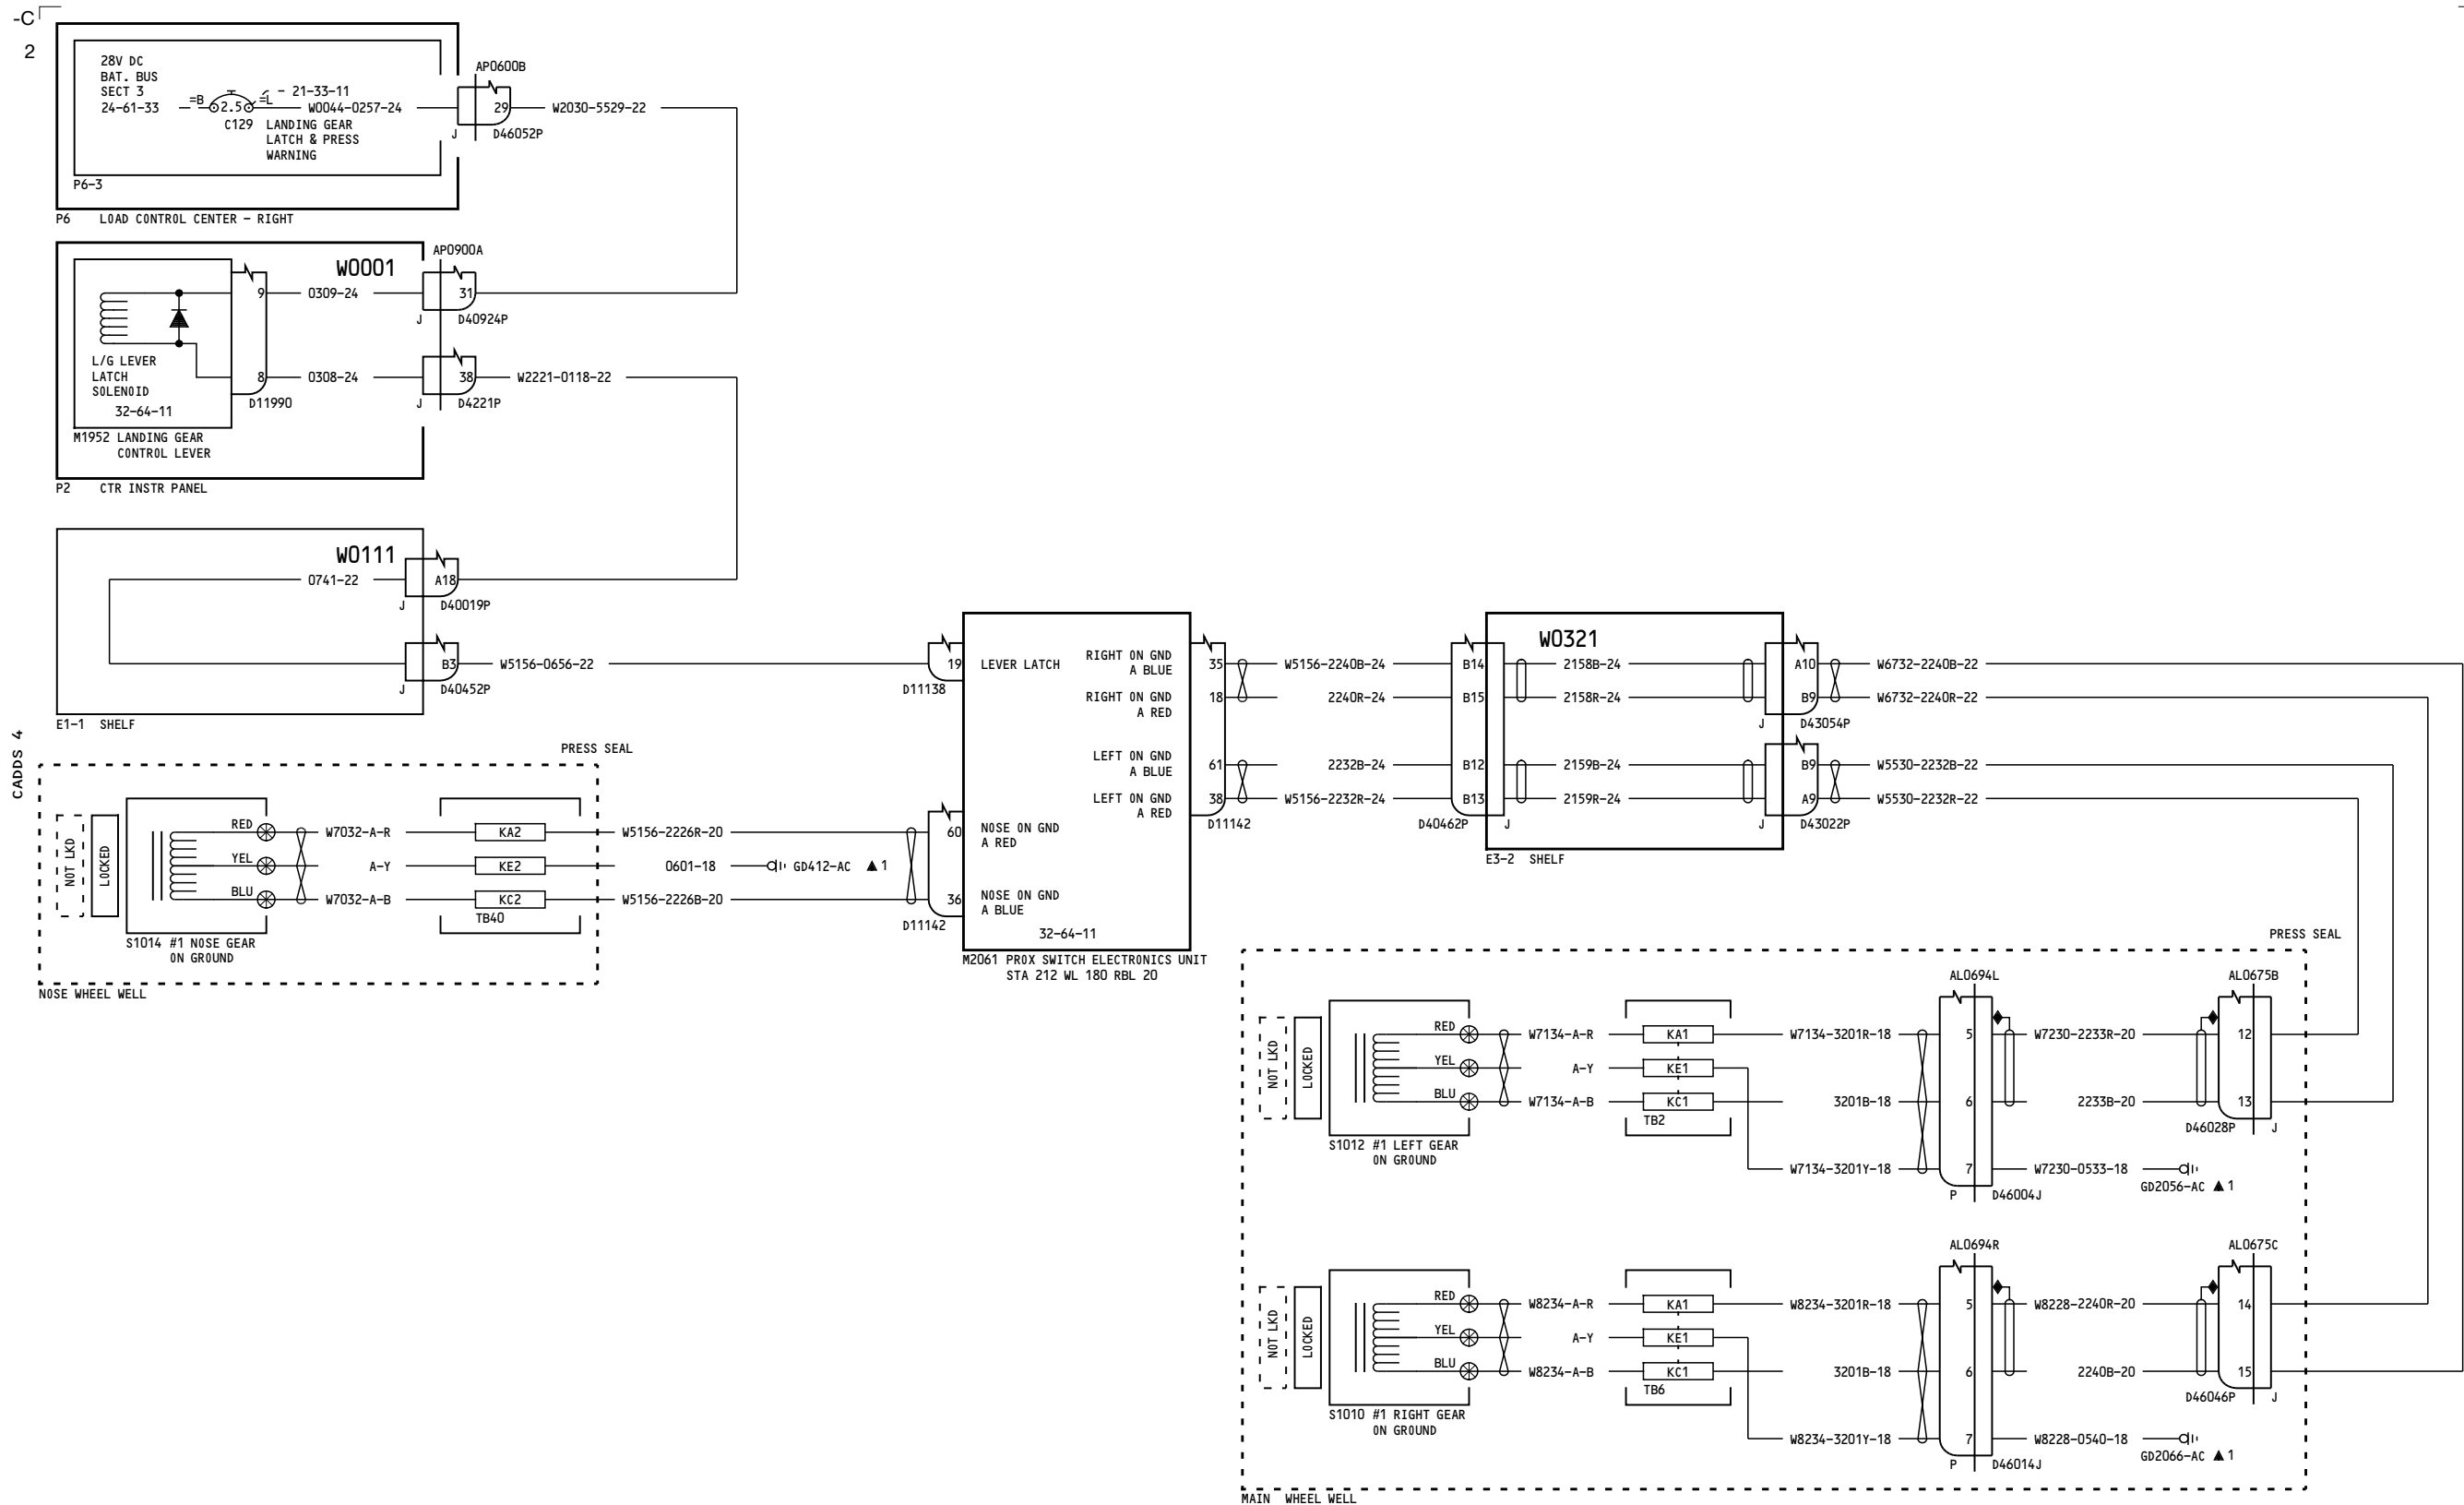 -C
2
28V DC
BAT. BUS
SECT 3
24-61-33
=B
2.5
=L
21-33-11
W0044-0257-24
C129
LANDING GEAR
LATCH & PRESS
WARNING
P6-3
P6 LOAD CONTROL CENTER - RIGHT
AP0600B
29
J
D46052P
W2030-5529-22
W0001
AP0900A
9
0309-24
31
J
D40924P
L/G LEVER
LATCH
SOLENOID
32-64-11
8
D11990
0308-24
38
J
D4221P
W2221-0118-22
M1952 LANDING GEAR
CONTROL LEVER
P2 CTR INSTR PANEL
W0111
0741-22
A18
J
D40019P
B3
J
D40452P
W5156-0656-22
E1-1 SHELF
CADDS 4
PRESS SEAL
NOT LKD
LOCKED
RED
YEL
BLU
W7032-A-R
A-Y
W7032-A-B
KA2
KE2
KC2
TB40
S1014 #1 NOSE GEAR
ON GROUND
NOSE WHEEL WELL
W5156-2226R-20
0601-18
GD412-AC ▲1
W5156-2226B-20
19
D11138
LEVER LATCH
60
NOSE ON GND
A RED
36
NOSE ON GND
A BLUE
D11142
32-64-11
M2061 PROX SWITCH ELECTRONICS UNIT
STA 212 WL 180 RBL 20
RIGHT ON GND
A BLUE
35
RIGHT ON GND
A RED
18
LEFT ON GND
A BLUE
61
LEFT ON GND
A RED
38
D11142
W5156-2240B-24
2240R-24
2232B-24
W5156-2232R-24
B14
B15
B12
B13
D40462P
J
W0321
2158B-24
2158R-24
2159B-24
2159R-24
E3-2 SHELF
A10
B9
J
D43054P
B9
A9
J
D43022P
W6732-2240B-22
W6732-2240R-22
W5530-2232B-22
W5530-2232R-22
PRESS SEAL
NOT LKD
LOCKED
RED
YEL
BLU
W7134-A-R
A-Y
W7134-A-B
KA1
KE1
KC1
TB2
S1012 #1 LEFT GEAR
ON GROUND
W7134-3201R-18
3201B-18
W7134-3201Y-18
AL0694L
5
6
7
P
D46004J
W7230-2233R-20
2233B-20
W7230-0533-18
GD2056-AC ▲1
AL0675B
12
13
D46028P
J
NOT LKD
LOCKED
RED
YEL
BLU
W8234-A-R
A-Y
W8234-A-B
KA1
KE1
KC1
TB6
S1010 #1 RIGHT GEAR
ON GROUND
W8234-3201R-18
3201B-18
W8234-3201Y-18
AL0694R
5
6
7
P
D46014J
W8228-2240R-20
2240B-20
W8228-0540-18
GD2066-AC ▲1
AL0675C
14
15
D46046P
J
MAIN WHEEL WELL